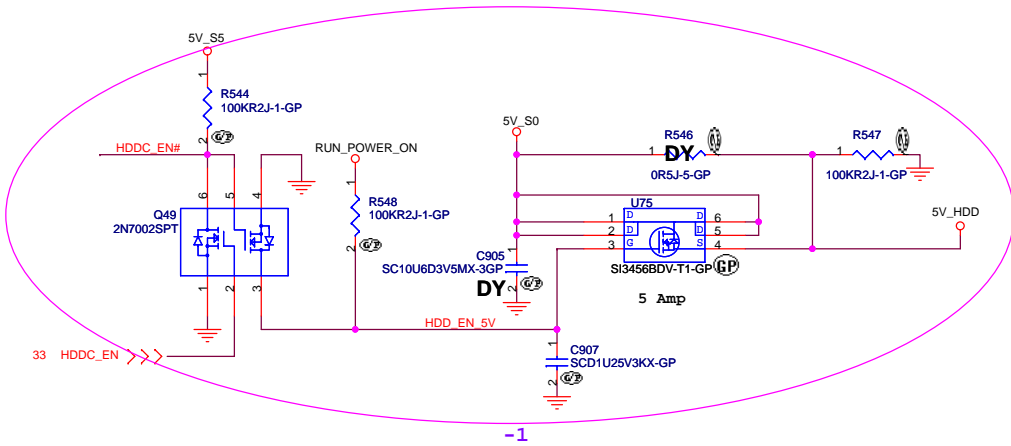 5V_S5
1
R544
100KR2J-1-GP
2
G/P
HDDC_EN#
RUN_POWER_ON
1
R548
100KR2J-1-GP
2
G/P
6
5
4
Q49
2N7002SPT
1
2
3
33 HDDC_EN
HDD_EN_5V
5V_S0
R546
1
DY
2
0R5J-5-GP
R547
1
2
100KR2J-1-GP
5V_HDD
U75
1 D
2 D
3 G
D 6
D 5
S 4
SI3456BDV-T1-GP
GP
5 Amp
C905
1
SC10U6D3V5MX-3GP
DY
2
G/P
C907
1
SCD1U25V3KX-GP
2
G/P
-1